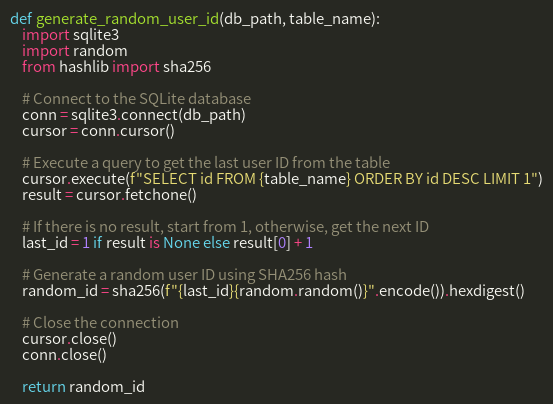 def generate_random_user_id(db_path, table_name):
    import sqlite3
    import random
    from hashlib import sha256

    # Connect to the SQLite database
    conn = sqlite3.connect(db_path)
    cursor = conn.cursor()

    # Execute a query to get the last user ID from the table
    cursor.execute(f"SELECT id FROM {table_name} ORDER BY id DESC LIMIT 1")
    result = cursor.fetchone()

    # If there is no result, start from 1, otherwise, get the next ID
    last_id = 1 if result is None else result[0] + 1

    # Generate a random user ID using SHA256 hash
    random_id = sha256(f"{last_id}{random.random()}".encode()).hexdigest()

    # Close the connection
    cursor.close()
    conn.close()

    return random_id